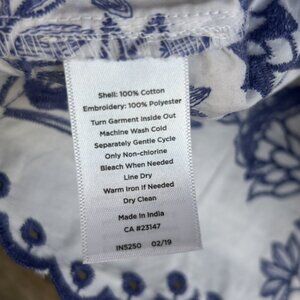 Shell: 100% Cotton
Embroidery: 100% Polyester
Turn Garment Inside Out
Machine Wash Cold
Separately Gentle Cycle
Only Non-chlorine
Bleach When Needed
Line Dry
Warm Iron If Needed
Dry Clean
Made In India
CA #23147
IN5250 02/19